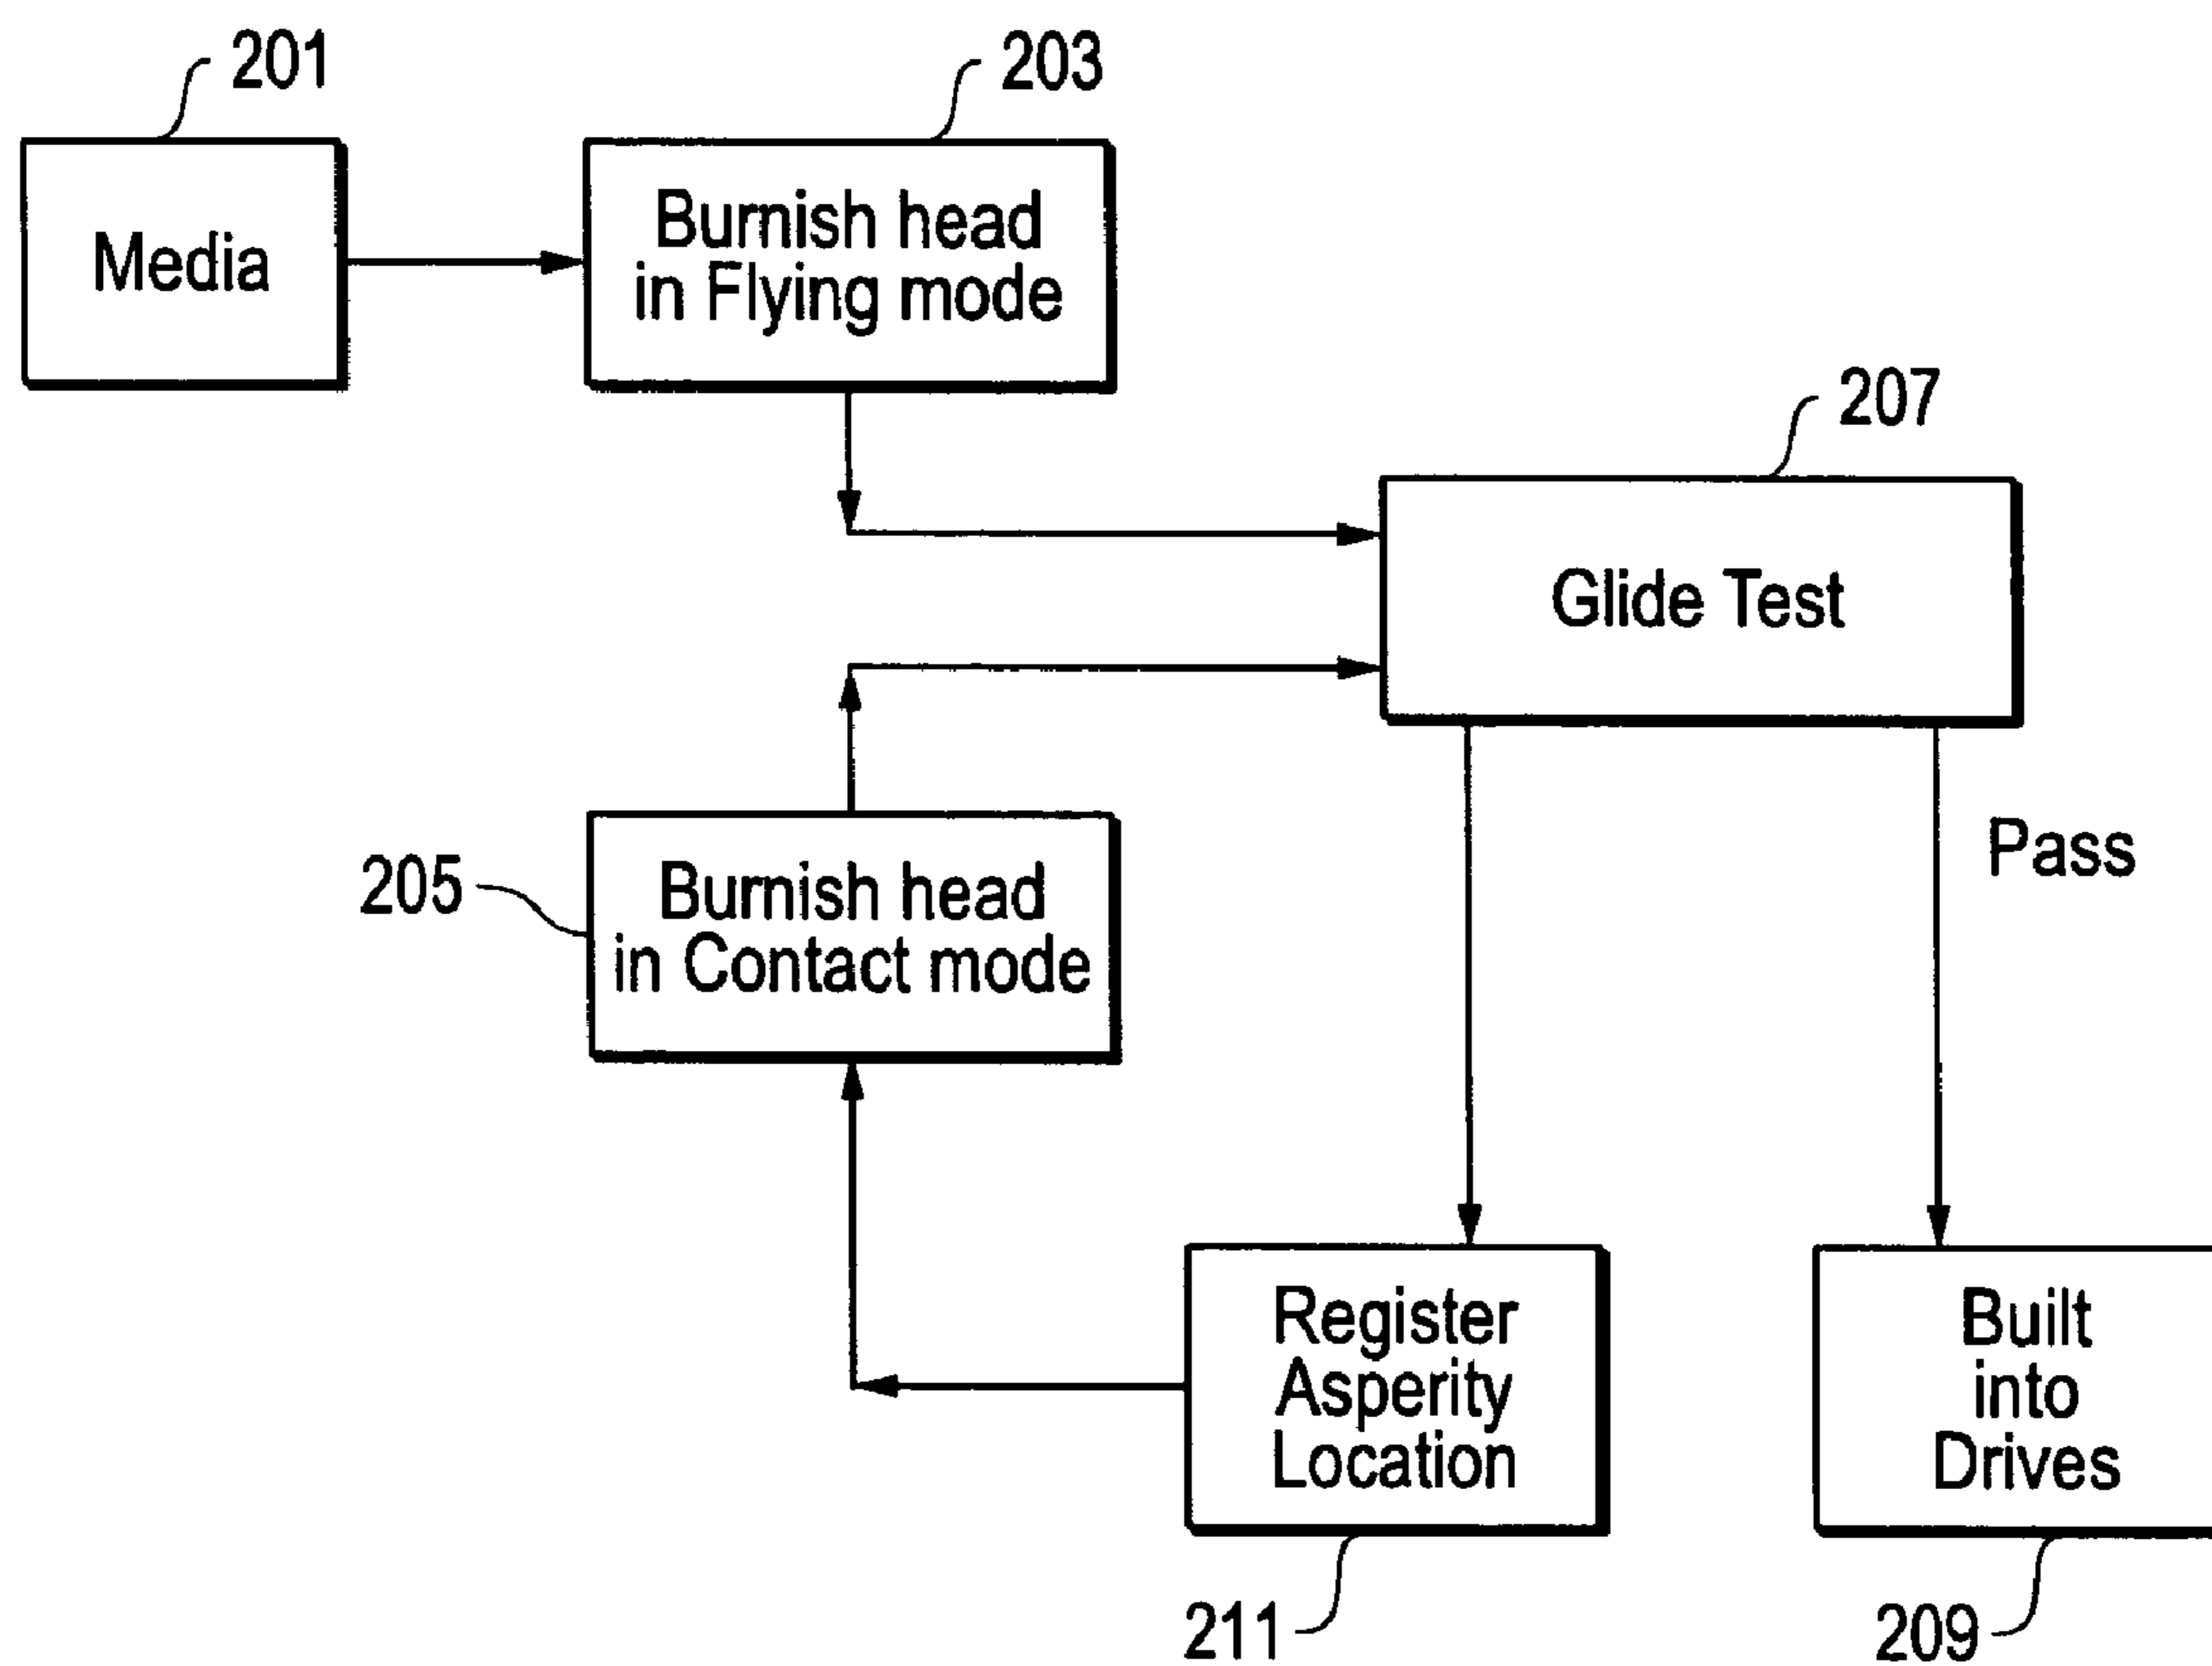 201
203
Media
Burnish head
in Flying mode
207
Glide Test
205
Burnish head
in Contact mode
Pass
Register
Asperity
Location
Built
into
Drives
211
209